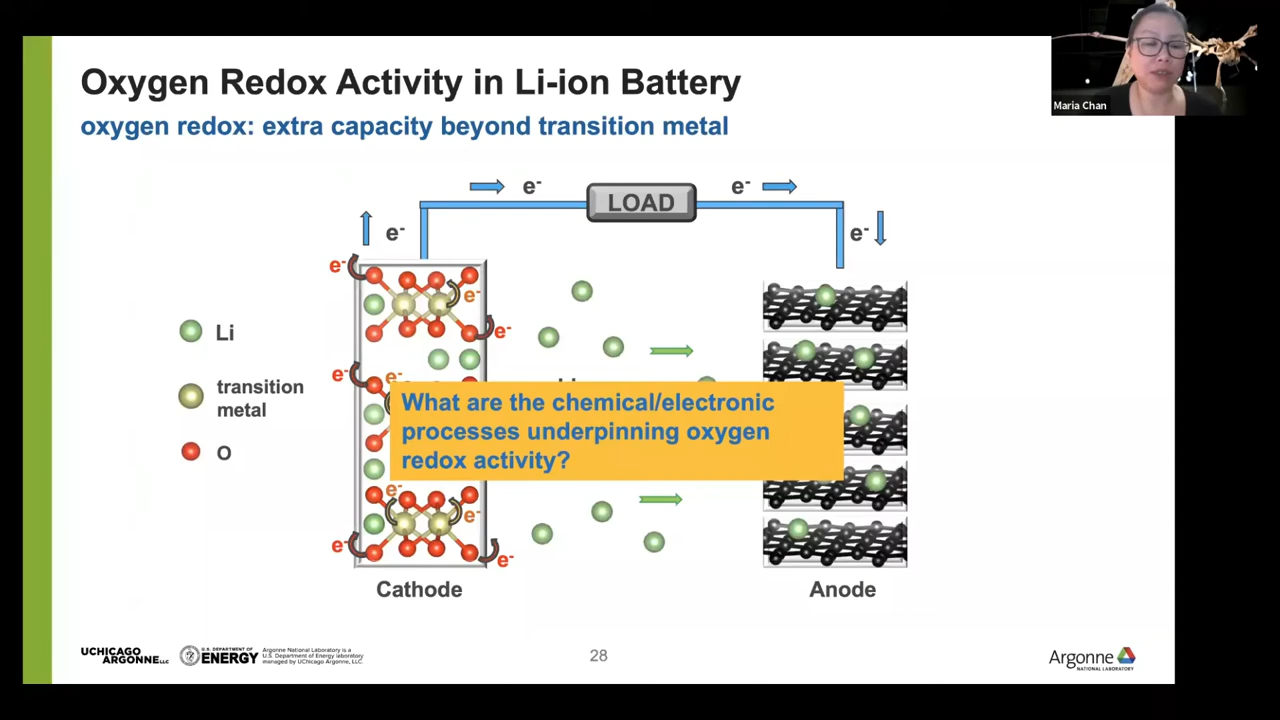 Oxygen Redox Activity in Li-ion Battery
oxygen redox: extra capacity beyond transition metal
Maria Chan
e-
LOAD
e-
e-
e-
e-
e-
e-
Li
transition
metal
O
e-
e-
What are the chemical/electronic
processes underpinning oxygen
redox activity?
e-
e-
e-
e-
Cathode
Anode
UCHICAGO
ARGONNE LLC
U.S. DEPARTMENT OF
ENERGY
Argonne National Laboratory is a
U.S. Department of Energy laboratory
managed by UChicago Argonne, LLC.
28
Argonne
NATIONAL LABORATORY